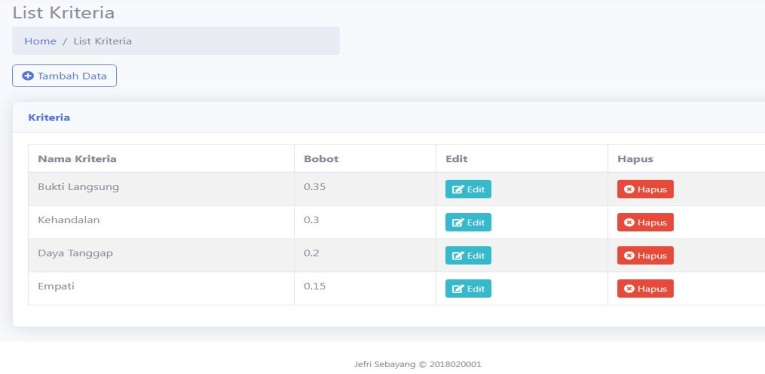 List Kriteria
Home / List Kriteria
Tambah Data
Kriteria
Nama Kriteria Bobot Edit Hapus
Bukti Langsung 0.35 Edit Hapus
Kehandalan 0.3 Edit Hapus
Daya Tanggap 0.2 Edit Hapus
Empati 0.15 Edit Hapus
Jefri Sebayang © 2018020001